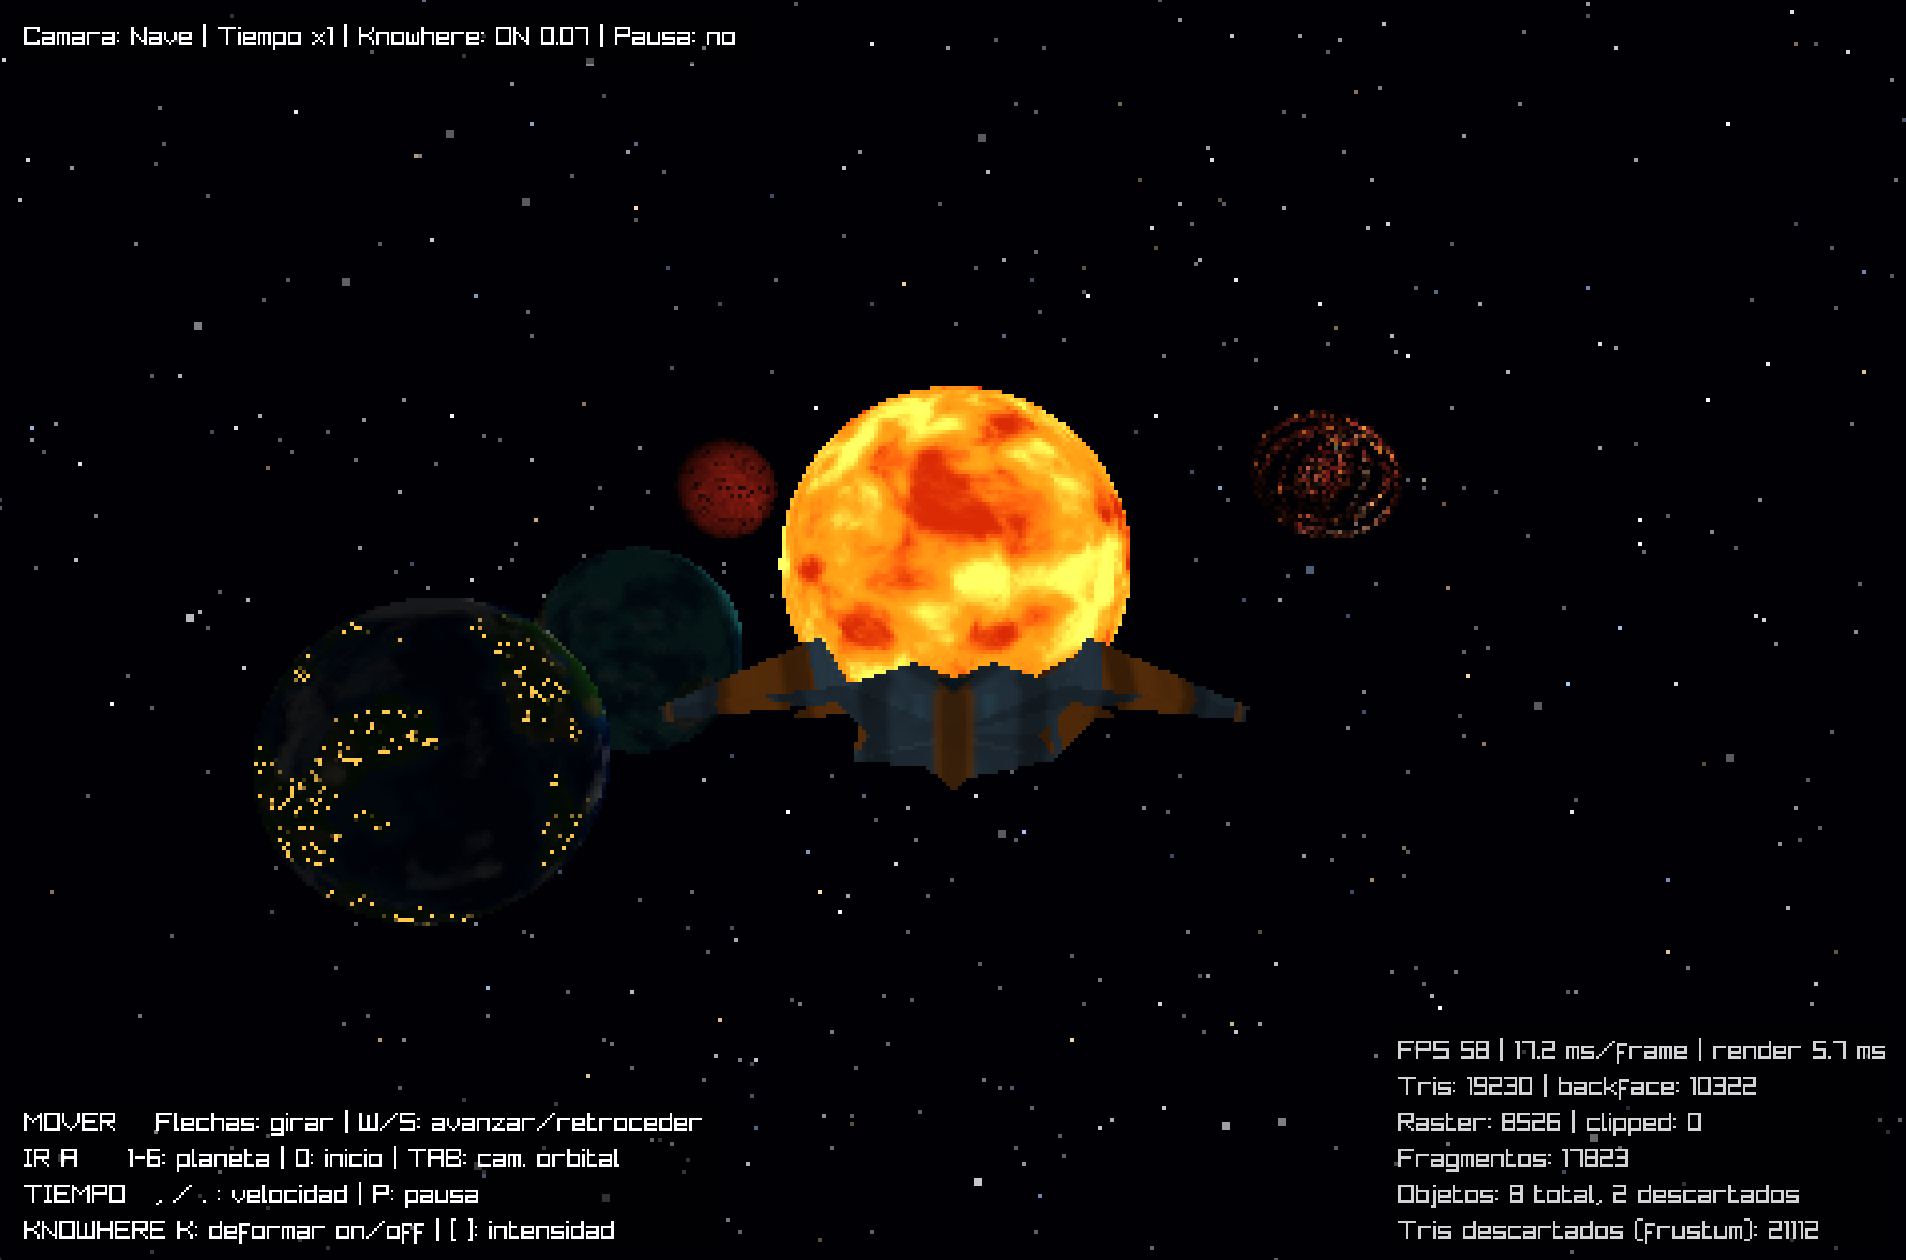 Camara: Nave | Tiempo x1 | Knowhere: ON 0.07 | Pausa: no
MOVER Flechas: girar | W/S: avanzar/retroceder
IR A 1-6: planeta | 0: inicio | TAB: cam. orbital
TIEMPO , / . : velocidad | P: pausa
KNOWHERE K: deformar on/off | [ ]: intensidad
FPS 58 | 17.2 ms/frame | render 5.7 ms
Tris: 19230 | backface: 10322
Raster: 8526 | clipped: 0
Fragmentos: 17823
Objetos: 8 total, 2 descartados
Tris descartados (frustum): 21112